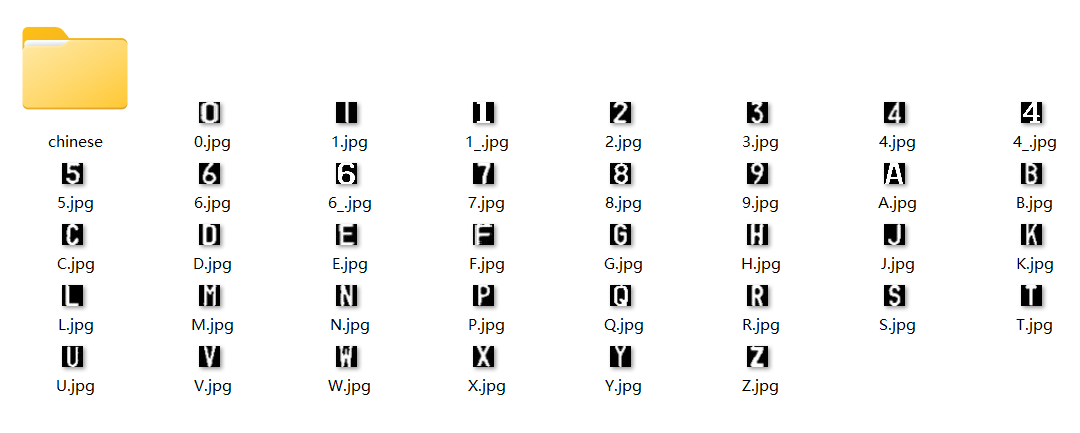 0 1 1 2 3 4 4
chinese 0.jpg 1.jpg 1_.jpg 2.jpg 3.jpg 4.jpg 4_.jpg
5 6 6 7 8 9 A B
5.jpg 6.jpg 6_.jpg 7.jpg 8.jpg 9.jpg A.jpg B.jpg
C D E F G H J K
C.jpg D.jpg E.jpg F.jpg G.jpg H.jpg J.jpg K.jpg
L M N P Q R S T
L.jpg M.jpg N.jpg P.jpg Q.jpg R.jpg S.jpg T.jpg
U V W X Y Z
U.jpg V.jpg W.jpg X.jpg Y.jpg Z.jpg